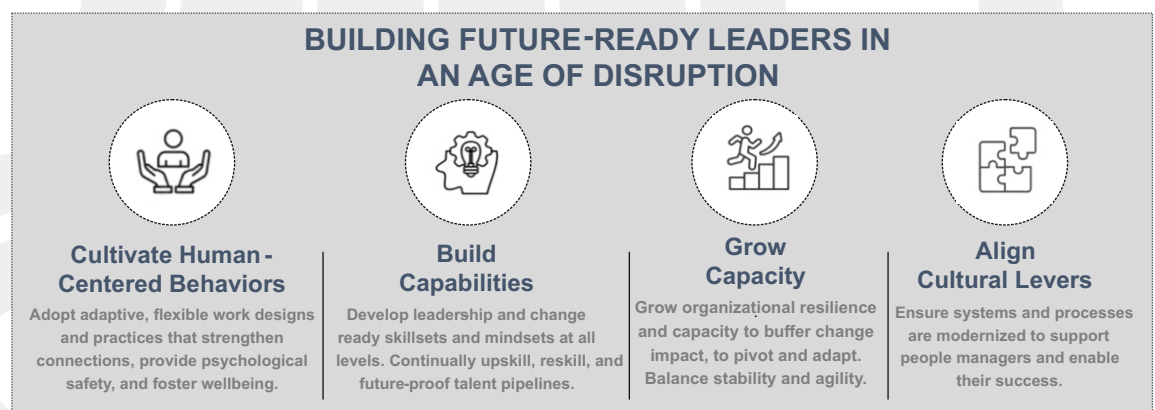 BUILDING FUTURE-READY LEADERS IN
AN AGE OF DISRUPTION
Cultivate Human-
Centered Behaviors
Adopt adaptive, flexible work designs
and practices that strengthen
connections, provide psychological
safety, and foster wellbeing.
Build
Capabilities
Develop leadership and change
ready skillsets and mindsets at all
levels. Continually upskill, reskill, and
future-proof talent pipelines.
Grow
Capacity
Grow organizational resilience
and capacity to buffer change
impact, to pivot and adapt.
Balance stability and agility.
Align
Cultural Levers
Ensure systems and processes
are modernized to support
people managers and enable
their success.